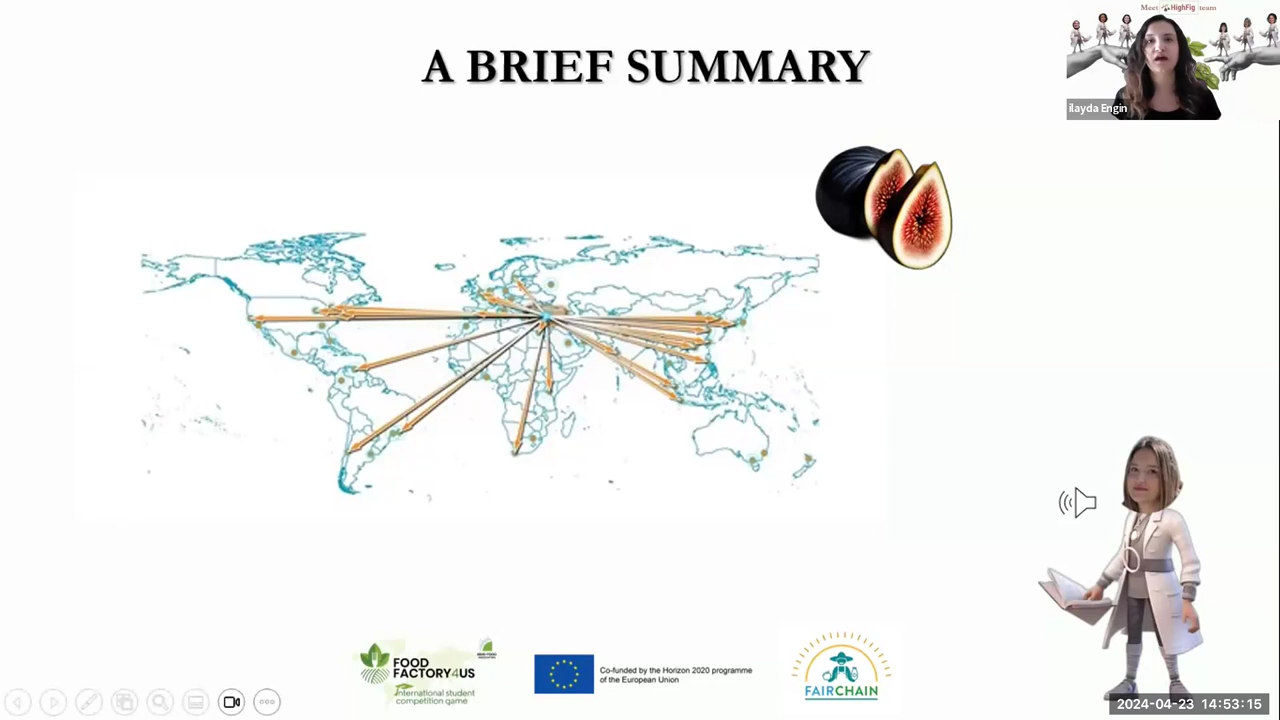 Meet HighFig team
A BRIEF SUMMARY
ilayda Engin
FOOD
FACTORY4US
international student
competition game
Co-funded by the Horizon 2020 programme
of the European Union
FAIRCHAIN
2024-04-23 14:53:15